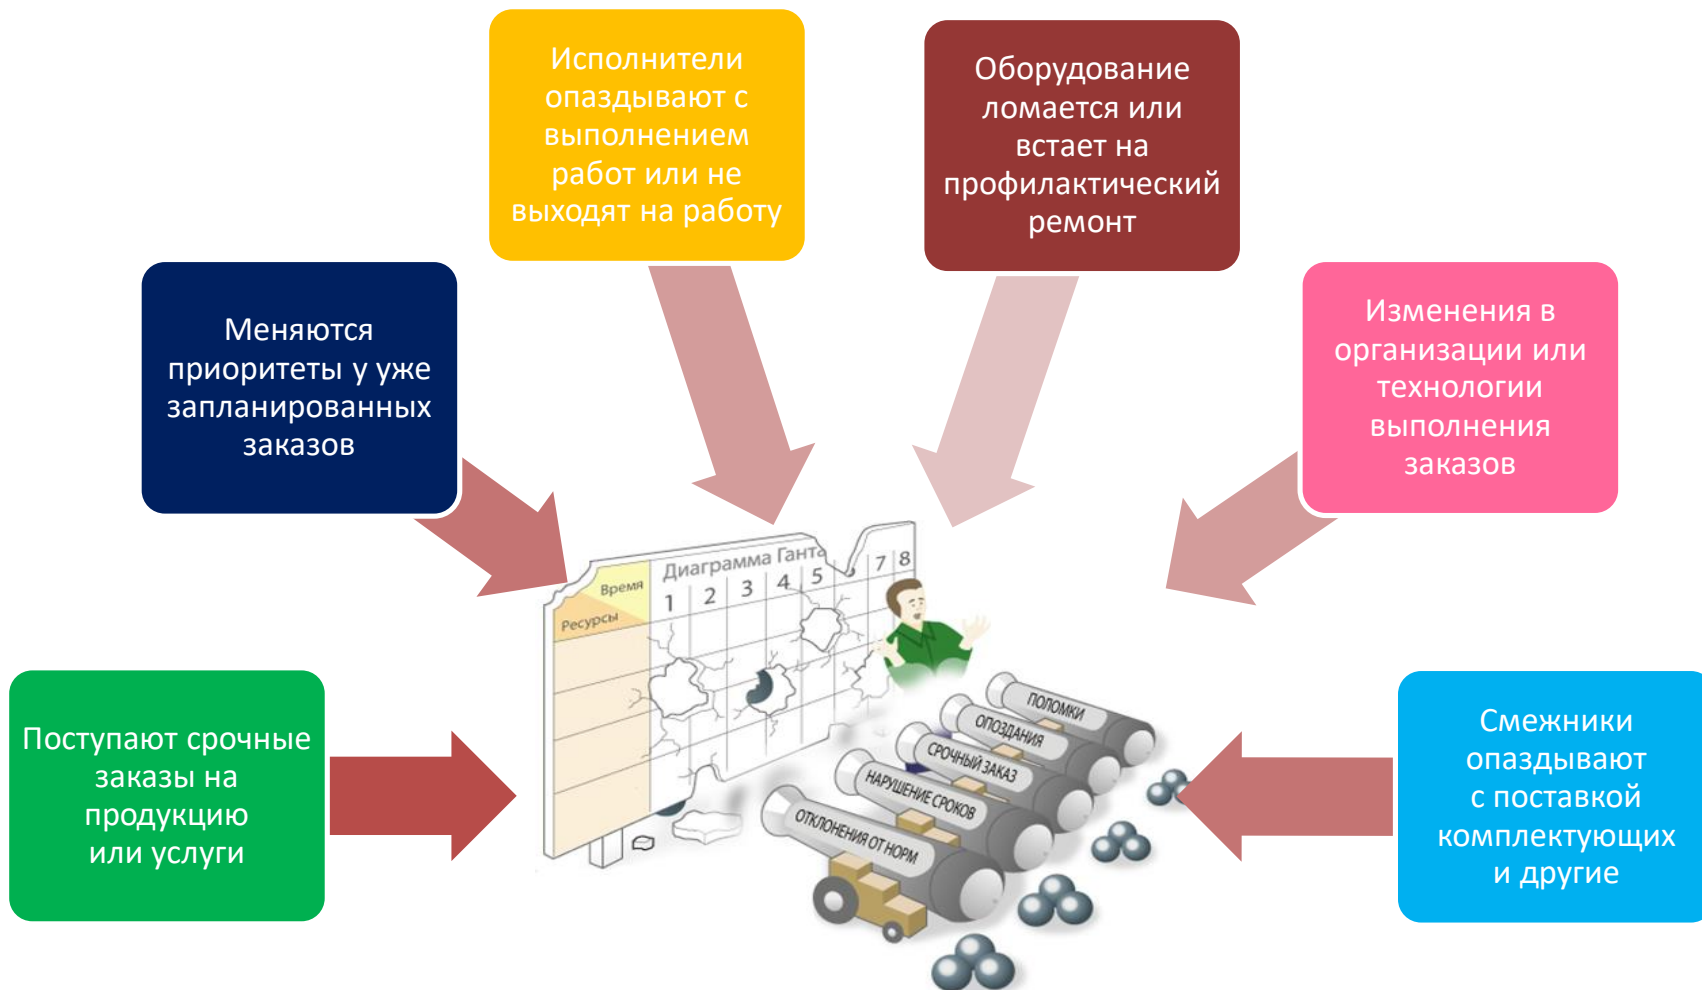 Исполнители
опаздывают с
выполнением
работ или не
выходят на работу
Оборудование
ломается или
встает на
профилактический
ремонт
Меняются
приоритеты у уже
запланированных
заказов
Изменения в
организации или
технологии
выполнения
заказов
Поступают срочные
заказы на
продукцию
или услуги
Смежники
опаздывают
с поставкой
комплектующих
и другие
Диаграмма Ганта
Время
Ресурсы
1 2 3 4 5 7 8
ПОЛОМКИ
ОПОЗДАНИЯ
СРОЧНЫЙ ЗАКАЗ
НАРУШЕНИЕ СРОКОВ
ОТКЛОНЕНИЯ ОТ НОРМ